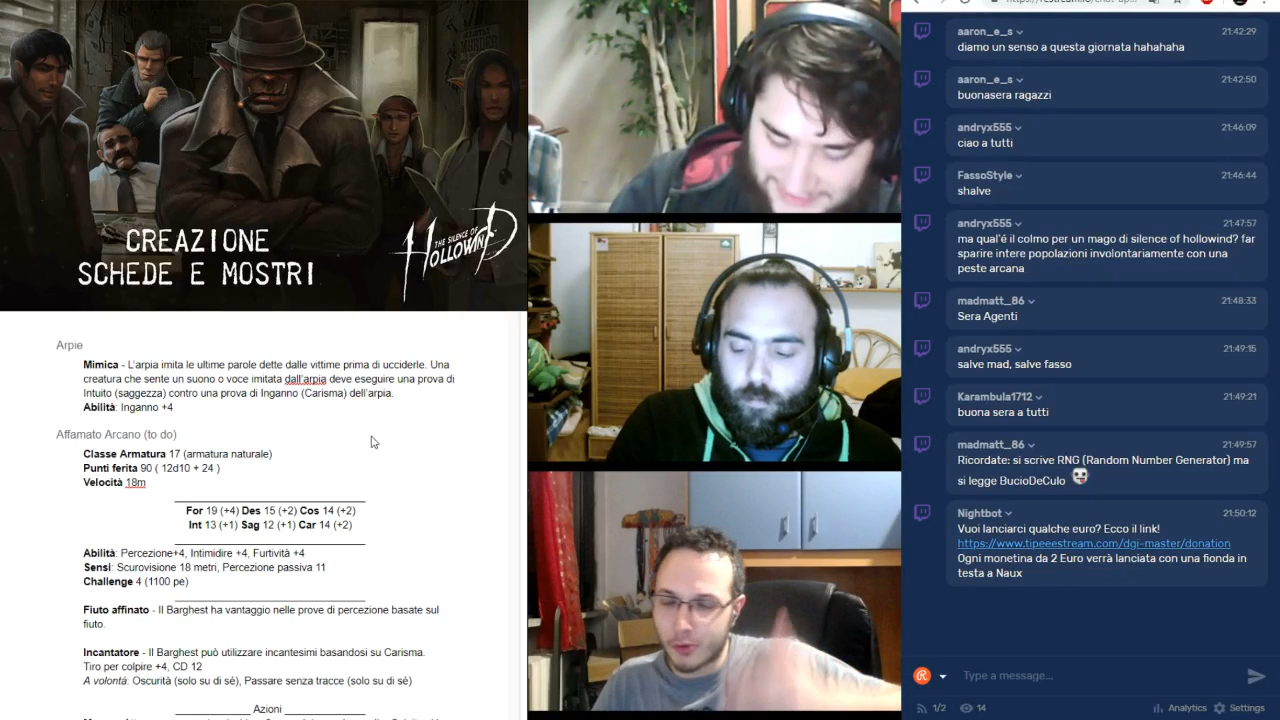 CREAZIONE
SCHEDE E MOSTRI
THE SILENCE OF
HOLLOWIND
Arpie
Mimica - L'arpia imita le ultime parole dette dalle vittime prima di ucciderle. Una
creatura che sente un suono o voce imitata dall'arpia deve eseguire una prova di
Intuito (saggezza) contro una prova di Inganno (Carisma) dell'arpia.
Abilità: Inganno +4
Affamato Arcano (to do)
Classe Armatura 17 (armatura naturale)
Punti ferita 90 ( 12d10 + 24 )
Velocità 18m
For 19 (+4) Des 15 (+2) Cos 14 (+2)
Int 13 (+1) Sag 12 (+1) Car 14 (+2)
Abilità: Percezione+4, Intimidire +4, Furtività +4
Sensi: Scurovisione 18 metri, Percezione passiva 11
Challenge 4 (1100 pe)
Fiuto affinato - Il Barghest ha vantaggio nelle prove di percezione basate sul
fiuto.
Incantatore - Il Barghest può utilizzare incantesimi basandosi su Carisma.
Tiro per colpire +4, CD 12
A volontà: Oscurità (solo su di sé), Passare senza tracce (solo su di sé)
Azioni
aaron_e_s 21:42:29
diamo un senso a questa giornata hahahaha
aaron_e_s 21:42:50
buonasera ragazzi
andryx555 21:46:09
ciao a tutti
FassoStyle 21:46:44
shalve
andryx555 21:47:57
ma qual'é il colmo per un mago di silence of hollowind? far
sparire intere popolazioni involontariamente con una
peste arcana
madmatt_86 21:48:33
Sera Agenti
andryx555 21:49:15
salve mad, salve fasso
Karambula1712 21:49:21
buona sera a tutti
madmatt_86 21:49:57
Ricordate: si scrive RNG (Random Number Generator) ma
si legge BucioDeCulo
Nightbot 21:50:12
Vuoi lanciarci qualche euro? Ecco il link!
https://www.tipeeestream.com/dgi-master/donation
Ogni monetina da 2 Euro verrà lanciata con una fionda in
testa a Naux
Type a message...
1/2 14 Analytics Settings